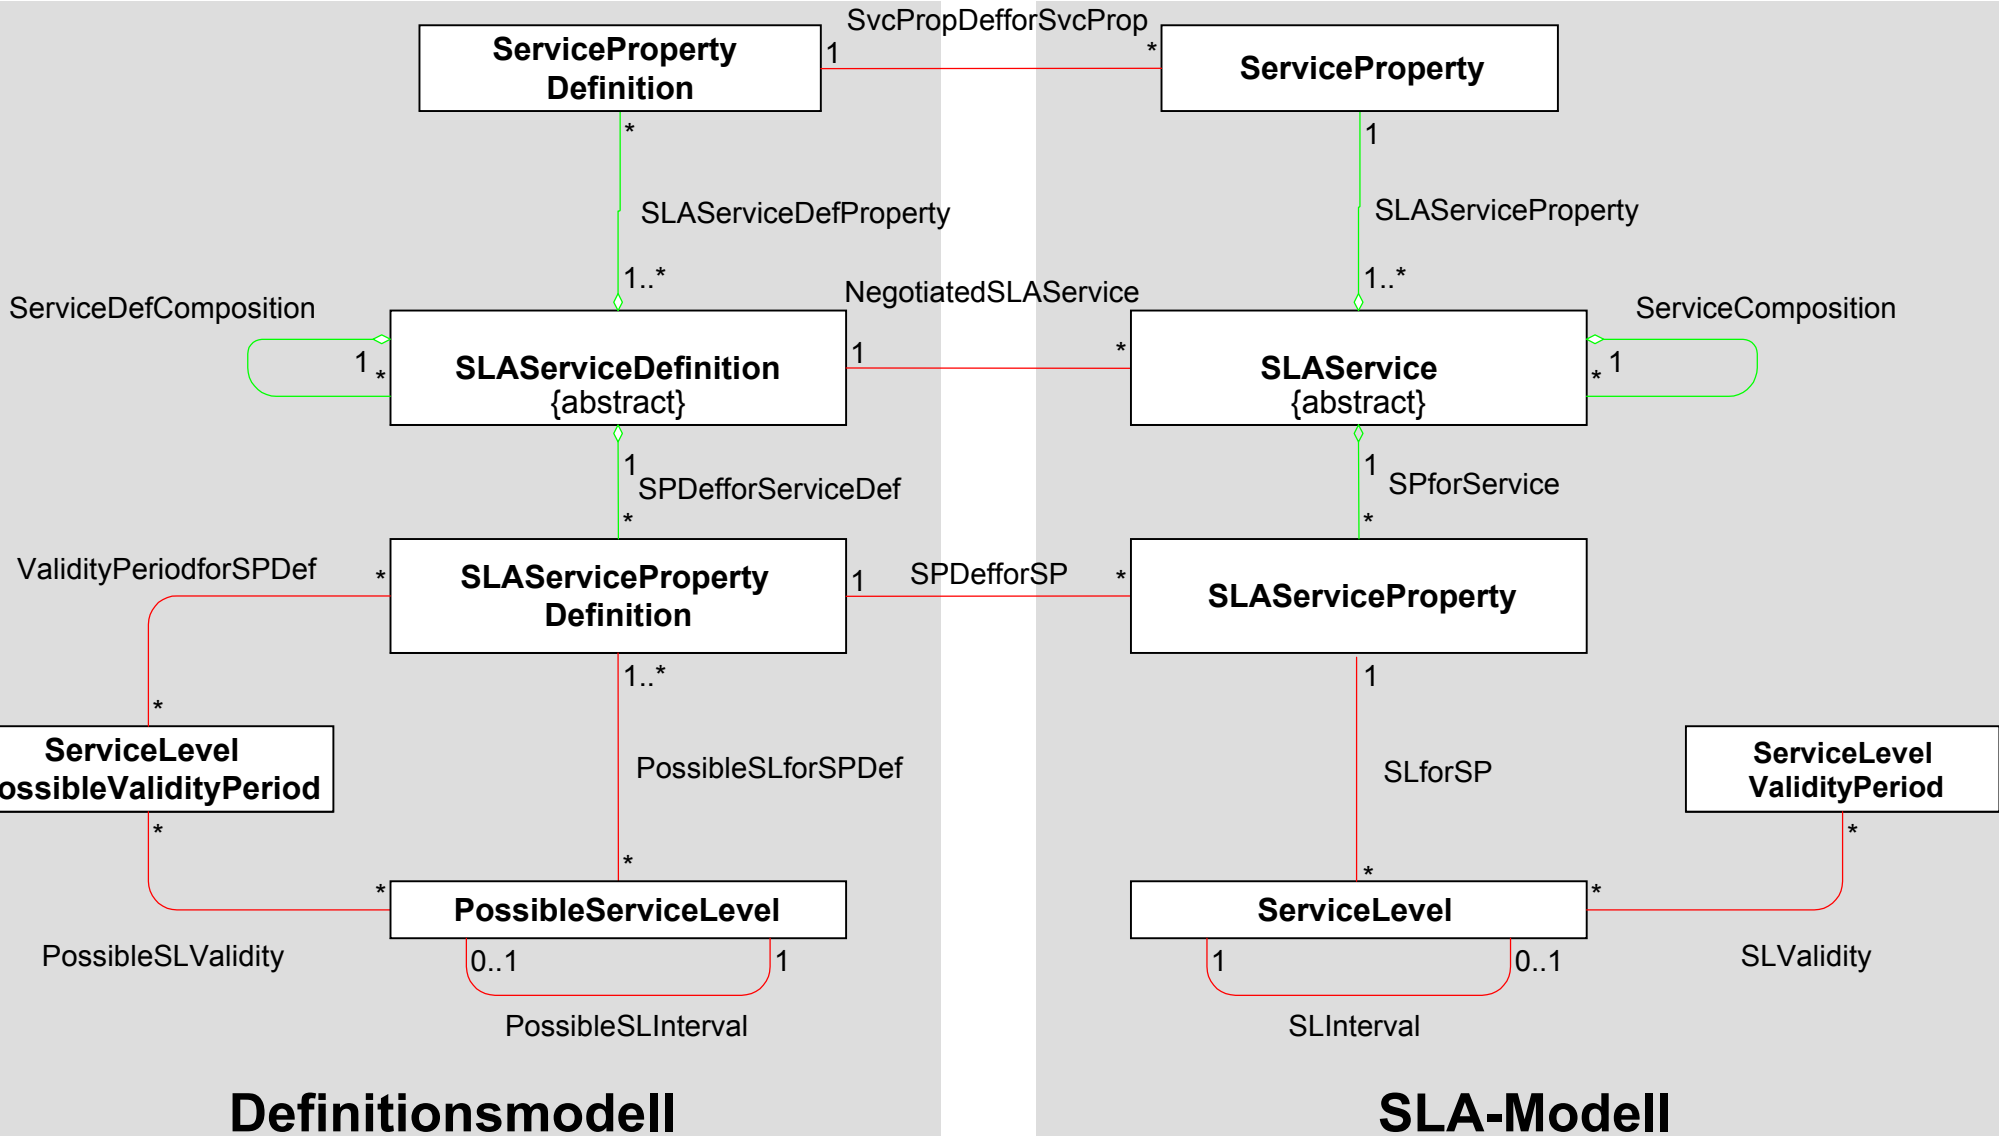 SvcPropDefforSvcProp
ServiceProperty
Definition
1
*
ServiceProperty
*
1
SLAServiceDefProperty
SLAServiceProperty
1..*
1..*
ServiceDefComposition
NegotiatedSLAService
ServiceComposition
1
*
SLAServiceDefinition
{abstract}
1
*
SLAService
{abstract}
*
1
1
SPDefforServiceDef
*
1
SPforService
*
ValidityPeriodforSPDef
*
SLAServiceProperty
Definition
1
SPDefforSP
*
SLAServiceProperty
1..*
1
*
ServiceLevel
ossibleValidityPeriod
PossibleSLforSPDef
SLforSP
ServiceLevel
ValidityPeriod
*
*
*
*
*
PossibleServiceLevel
ServiceLevel
*
PossibleSLValidity
0..1
1
1
0..1
SLValidity
PossibleSLInterval
SLInterval
Definitionsmodell
SLA-Modell